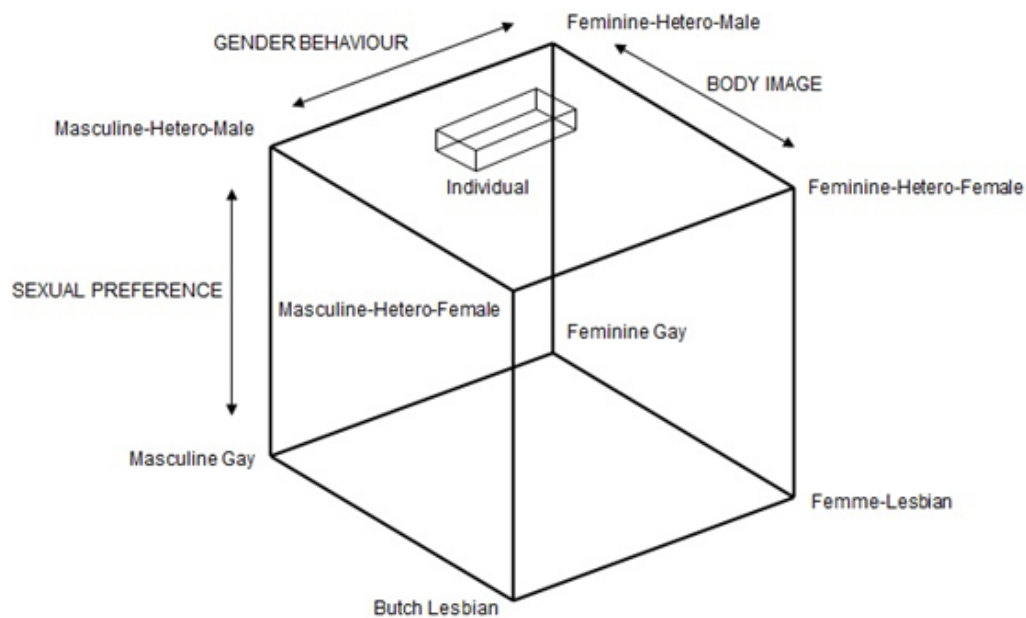 Feminine-Hetero-Male
GENDER BEHAVIOUR
BODY IMAGE
Masculine-Hetero-Male
Individual
Feminine-Hetero-Female
SEXUAL PREFERENCE
Masculine-Hetero-Female
Feminine Gay
Masculine Gay
Femme-Lesbian
Butch Lesbian